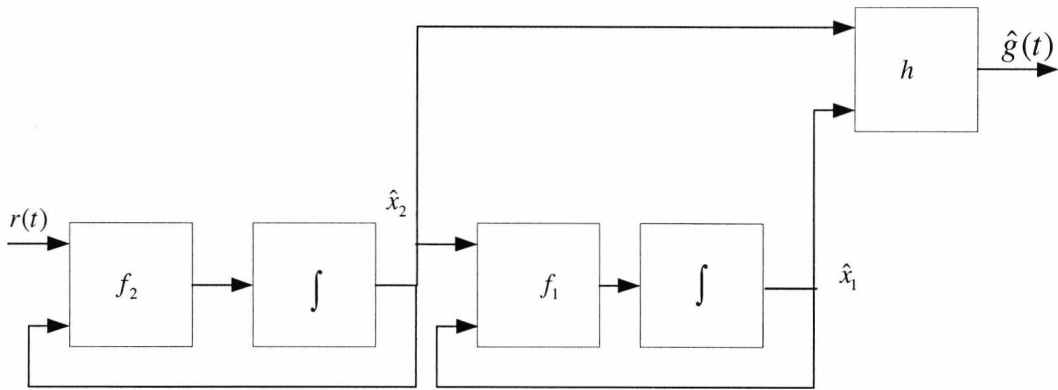 h
ĝ(t)
r(t)
f₂
∫
x̂₂
f₁
∫
x̂₁